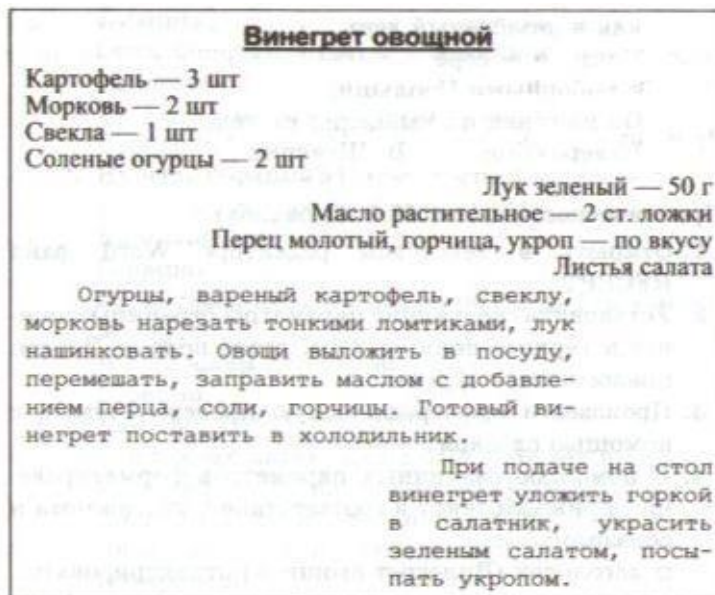 Винегрет овощной
Картофель — 3 шт
Морковь — 2 шт
Свекла — 1 шт
Соленые огурцы — 2 шт
Лук зеленый — 50 г
Масло растительное — 2 ст. ложки
Перец молотый, горчица, укроп — по вкусу
Листья салата
Огурцы, вареный картофель, свеклу,
морковь нарезать тонкими ломтиками, лук
нашинковать. Овощи выложить в посуду,
перемешать, заправить маслом с добавле-
нием перца, соли, горчицы. Готовый ви-
негрет поставить в холодильник.
При подаче на стол
винегрет уложить горкой
в салатник, украсить
зеленым салатом, посы-
пать укропом.